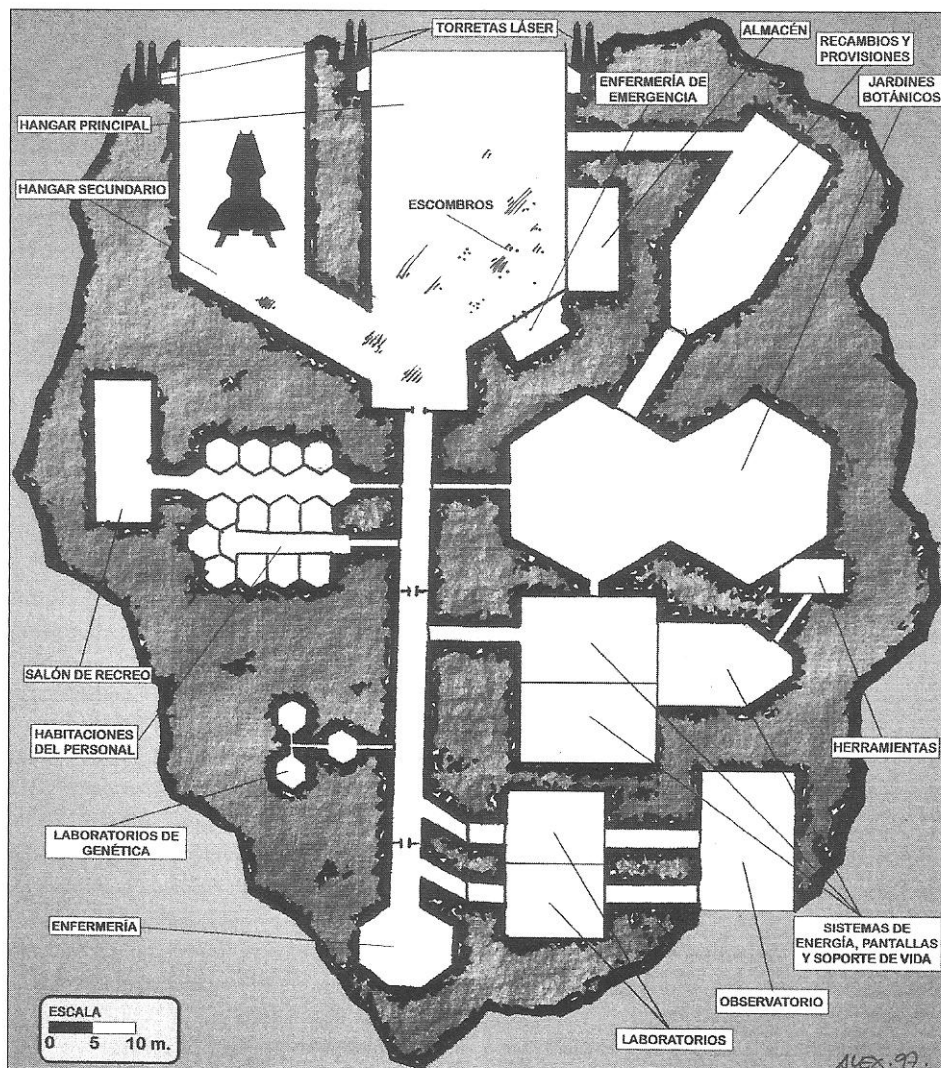 TORRETAS LÁSER
ALMACÉN
RECAMBIOS Y
PROVISIONES
ENFERMERÍA DE
EMERGENCIA
JARDINES
BOTÁNICOS
HANGAR PRINCIPAL
HANGAR SECUNDARIO
ESCOMBROS
SALÓN DE RECREO
HABITACIONES
DEL PERSONAL
HERRAMIENTAS
LABORATORIOS DE
GENÉTICA
ENFERMERÍA
SISTEMAS DE
ENERGÍA, PANTALLAS
Y SOPORTE DE VIDA
OBSERVATORIO
LABORATORIOS
ESCALA
0 5 10 m.
ALEX.97.